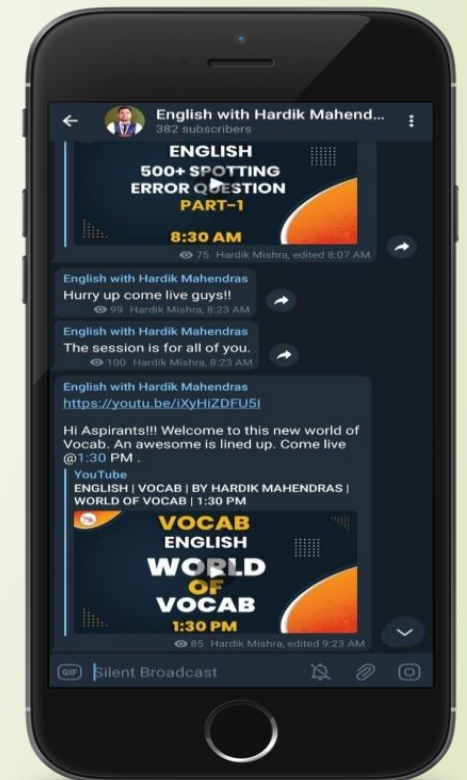 English with Hardik Mahend...
382 subscribers
ENGLISH
500+ SPOTTING
ERROR QUESTION
PART-1
8:30 AM
75 Hardik Mishra, edited 8:07 AM
English with Hardik Mahendras
Hurry up come live guys!!
99 Hardik Mishra, 8:23 AM
English with Hardik Mahendras
The session is for all of you.
100 Hardik Mishra, 8:23 AM
English with Hardik Mahendras
https://youtu.be/iXyHiZDFU5I
Hi Aspirants!!! Welcome to this new world of
Vocab. An awesome is lined up. Come live
@1:30 PM .
YouTube
ENGLISH | VOCAB | BY HARDIK MAHENDRAS |
WORLD OF VOCAB | 1:30 PM
VOCAB
ENGLISH
WORLD
OF
VOCAB
1:30 PM
85 Hardik Mishra, edited 9:23 AM
GIF Silent Broadcast